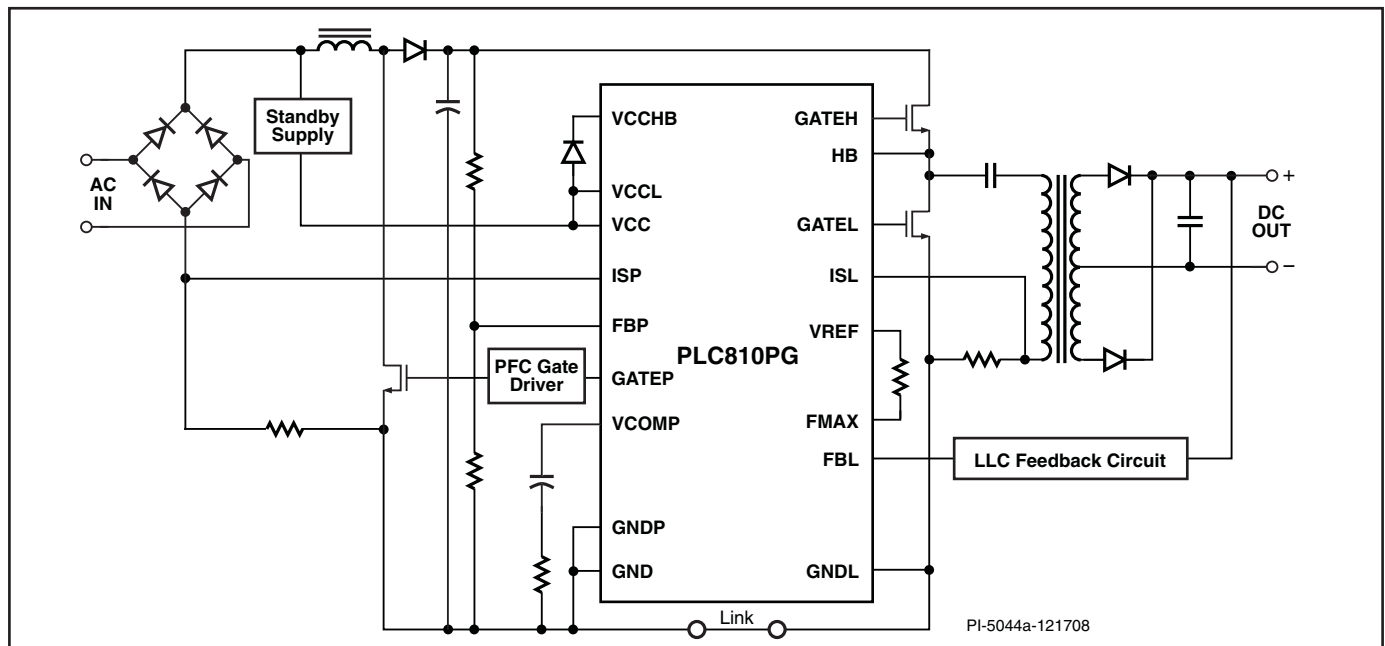 Standby
Supply
AC
IN
VCCHB
VCCL
VCC
ISP
FBP
PFC Gate
Driver
GATEP
VCOMP
GNDP
GND
PLC810PG
GATEH
HB
GATEL
ISL
VREF
FMAX
FBL
GNDL
LLC Feedback Circuit
+
DC
OUT
−
Link
PI-5044a-121708